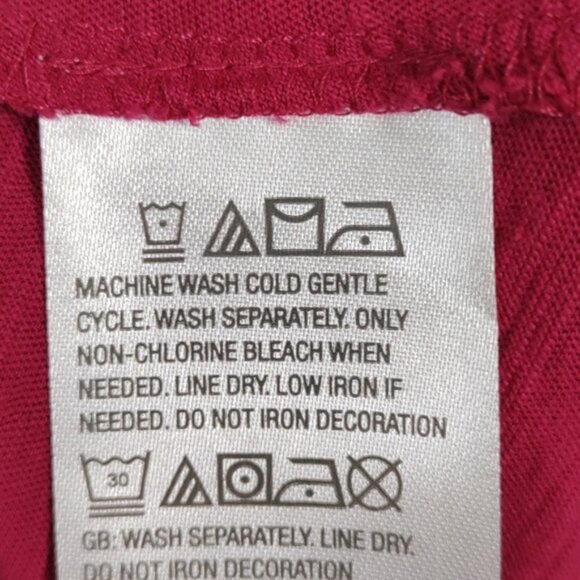 MACHINE WASH COLD GENTLE
CYCLE. WASH SEPARATELY. ONLY
NON-CHLORINE BLEACH WHEN
NEEDED. LINE DRY. LOW IRON IF
NEEDED. DO NOT IRON DECORATION
30
GB: WASH SEPARATELY. LINE DRY.
DO NOT IRON DECORATION